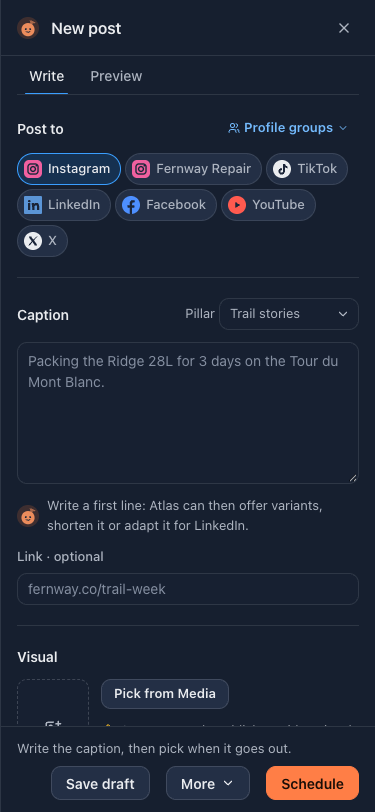 New post
Write
Preview
Post to
Profile groups
Instagram
Fernway Repair
TikTok
LinkedIn
Facebook
YouTube
X
Caption
Pillar
Trail stories
Packing the Ridge 28L for 3 days on the Tour du
Mont Blanc.
Write a first line: Atlas can then offer variants,
shorten it or adapt it for LinkedIn.
Link · optional
fernway.co/trail-week
Visual
Pick from Media
Write the caption, then pick when it goes out.
Save draft
More
Schedule